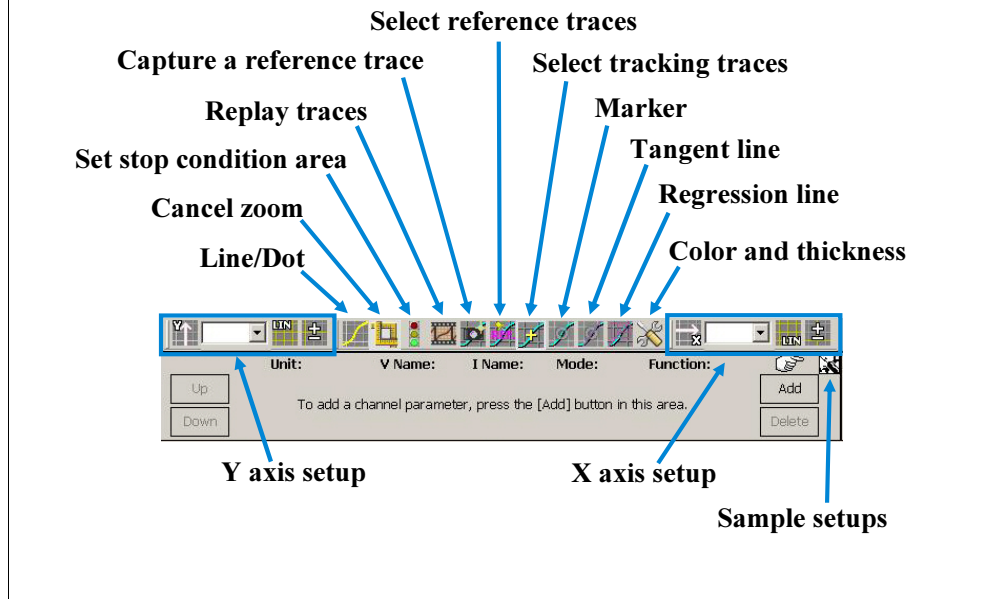 Select reference traces
Capture a reference trace
Select tracking traces
Replay traces
Marker
Set stop condition area
Tangent line
Cancel zoom
Regression line
Line/Dot
Color and thickness
Y
LIN
X
LIN
Unit: V Name: I Name: Mode: Function:
Up
Add
To add a channel parameter, press the [Add] button in this area.
Down
Delete
Y axis setup
X axis setup
Sample setups